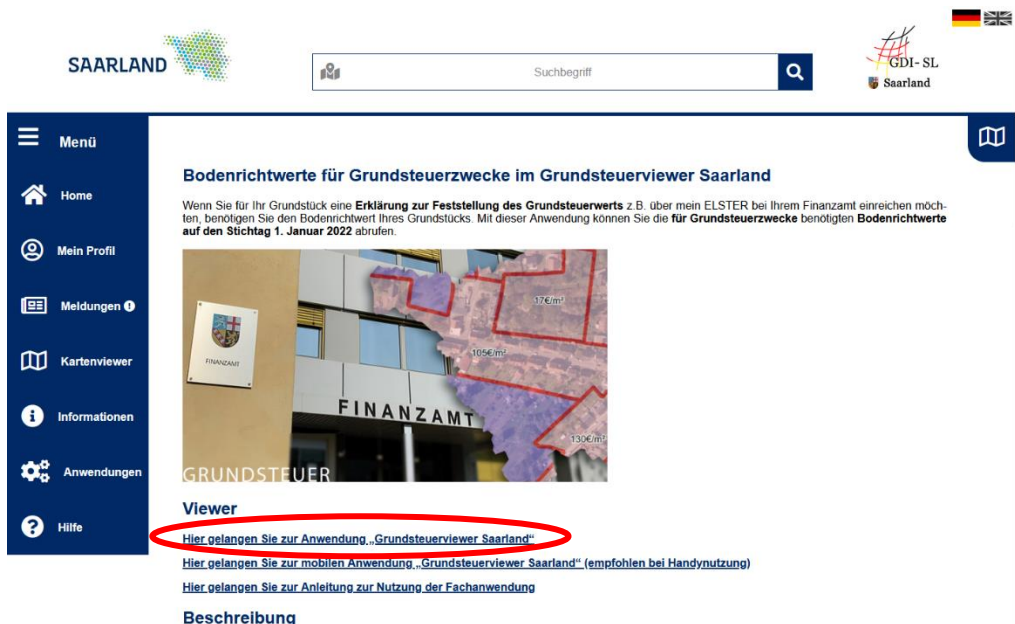 SAARLAND
Suchbegriff
GDI-SL
Saarland
Menü
Home
Mein Profil
Meldungen
Kartenviewer
Informationen
Anwendungen
Hilfe
Bodenrichtwerte für Grundsteuerzwecke im Grundsteuerviewer Saarland
Wenn Sie für Ihr Grundstück eine Erklärung zur Feststellung des Grundsteuerwerts z.B. über mein ELSTER bei Ihrem Finanzamt einreichen möch-
ten, benötigen Sie den Bodenrichtwert Ihres Grundstücks. Mit dieser Anwendung können Sie die für Grundsteuerzwecke benötigten Bodenrichtwerte
auf den Stichtag 1. Januar 2022 abrufen.
17€/m²
105€/m²
FINANZAMT
FINANZAMT
130€/m²
GRUNDSTEUER
Viewer
Hier gelangen Sie zur Anwendung „Grundsteuerviewer Saarland“
Hier gelangen Sie zur mobilen Anwendung „Grundsteuerviewer Saarland“ (empfohlen bei Handynutzung)
Hier gelangen Sie zur Anleitung zur Nutzung der Fachanwendung
Beschreibung